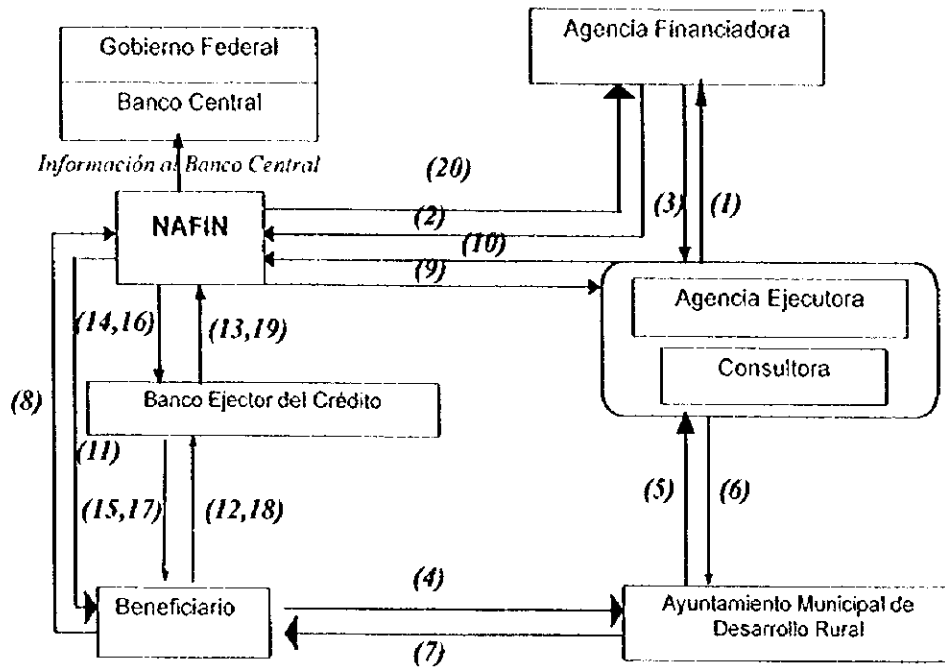 Gobierno Federal
Agencia Financiadora
Banco Central
Información al Banco Central
(20)
NAFIN
(2)
(3)
(1)
(10)
(9)
Agencia Ejecutora
(14,16)
(13,19)
Consultora
(8)
Banco Ejector del Crédito
(11)
(5)
(6)
(15,17)
(12,18)
(4)
Beneficiario
Ayuntamiento Municipal de
Desarrollo Rural
(7)